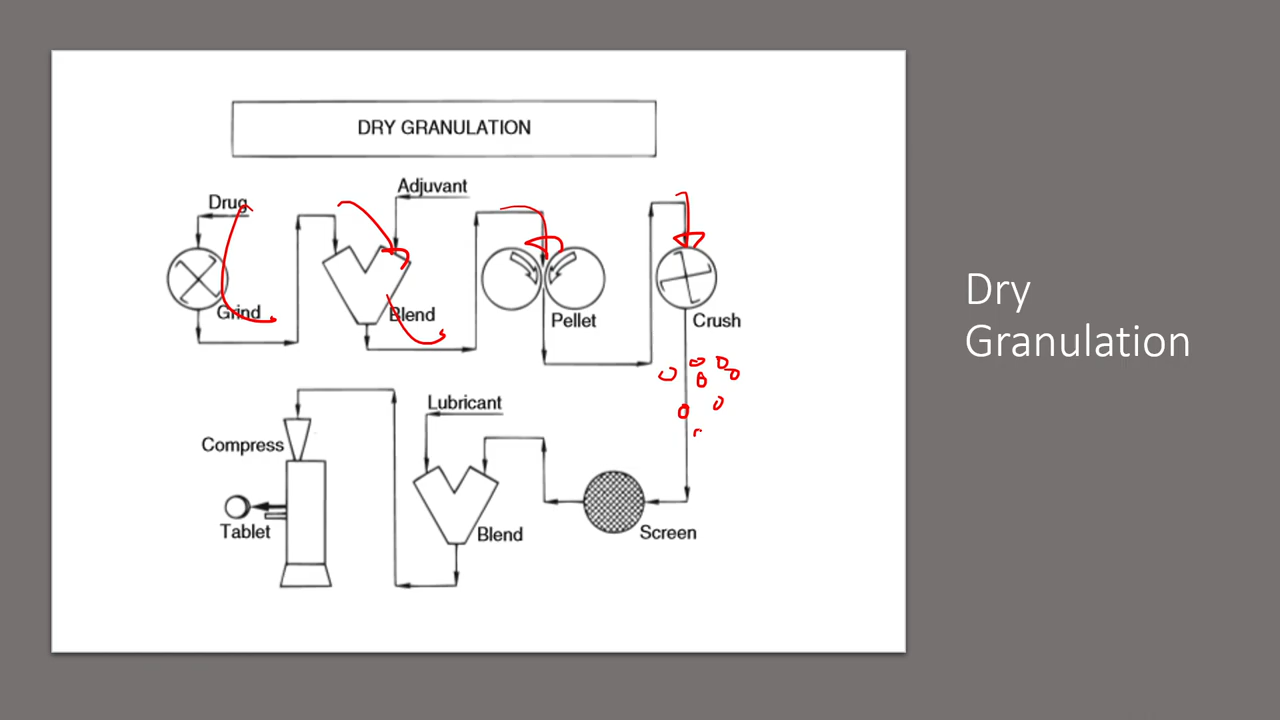 DRY GRANULATION
Drug
Adjuvant
Grind
Blend
Pellet
Crush
Compress
Lubricant
Tablet
Blend
Screen
Dry
Granulation